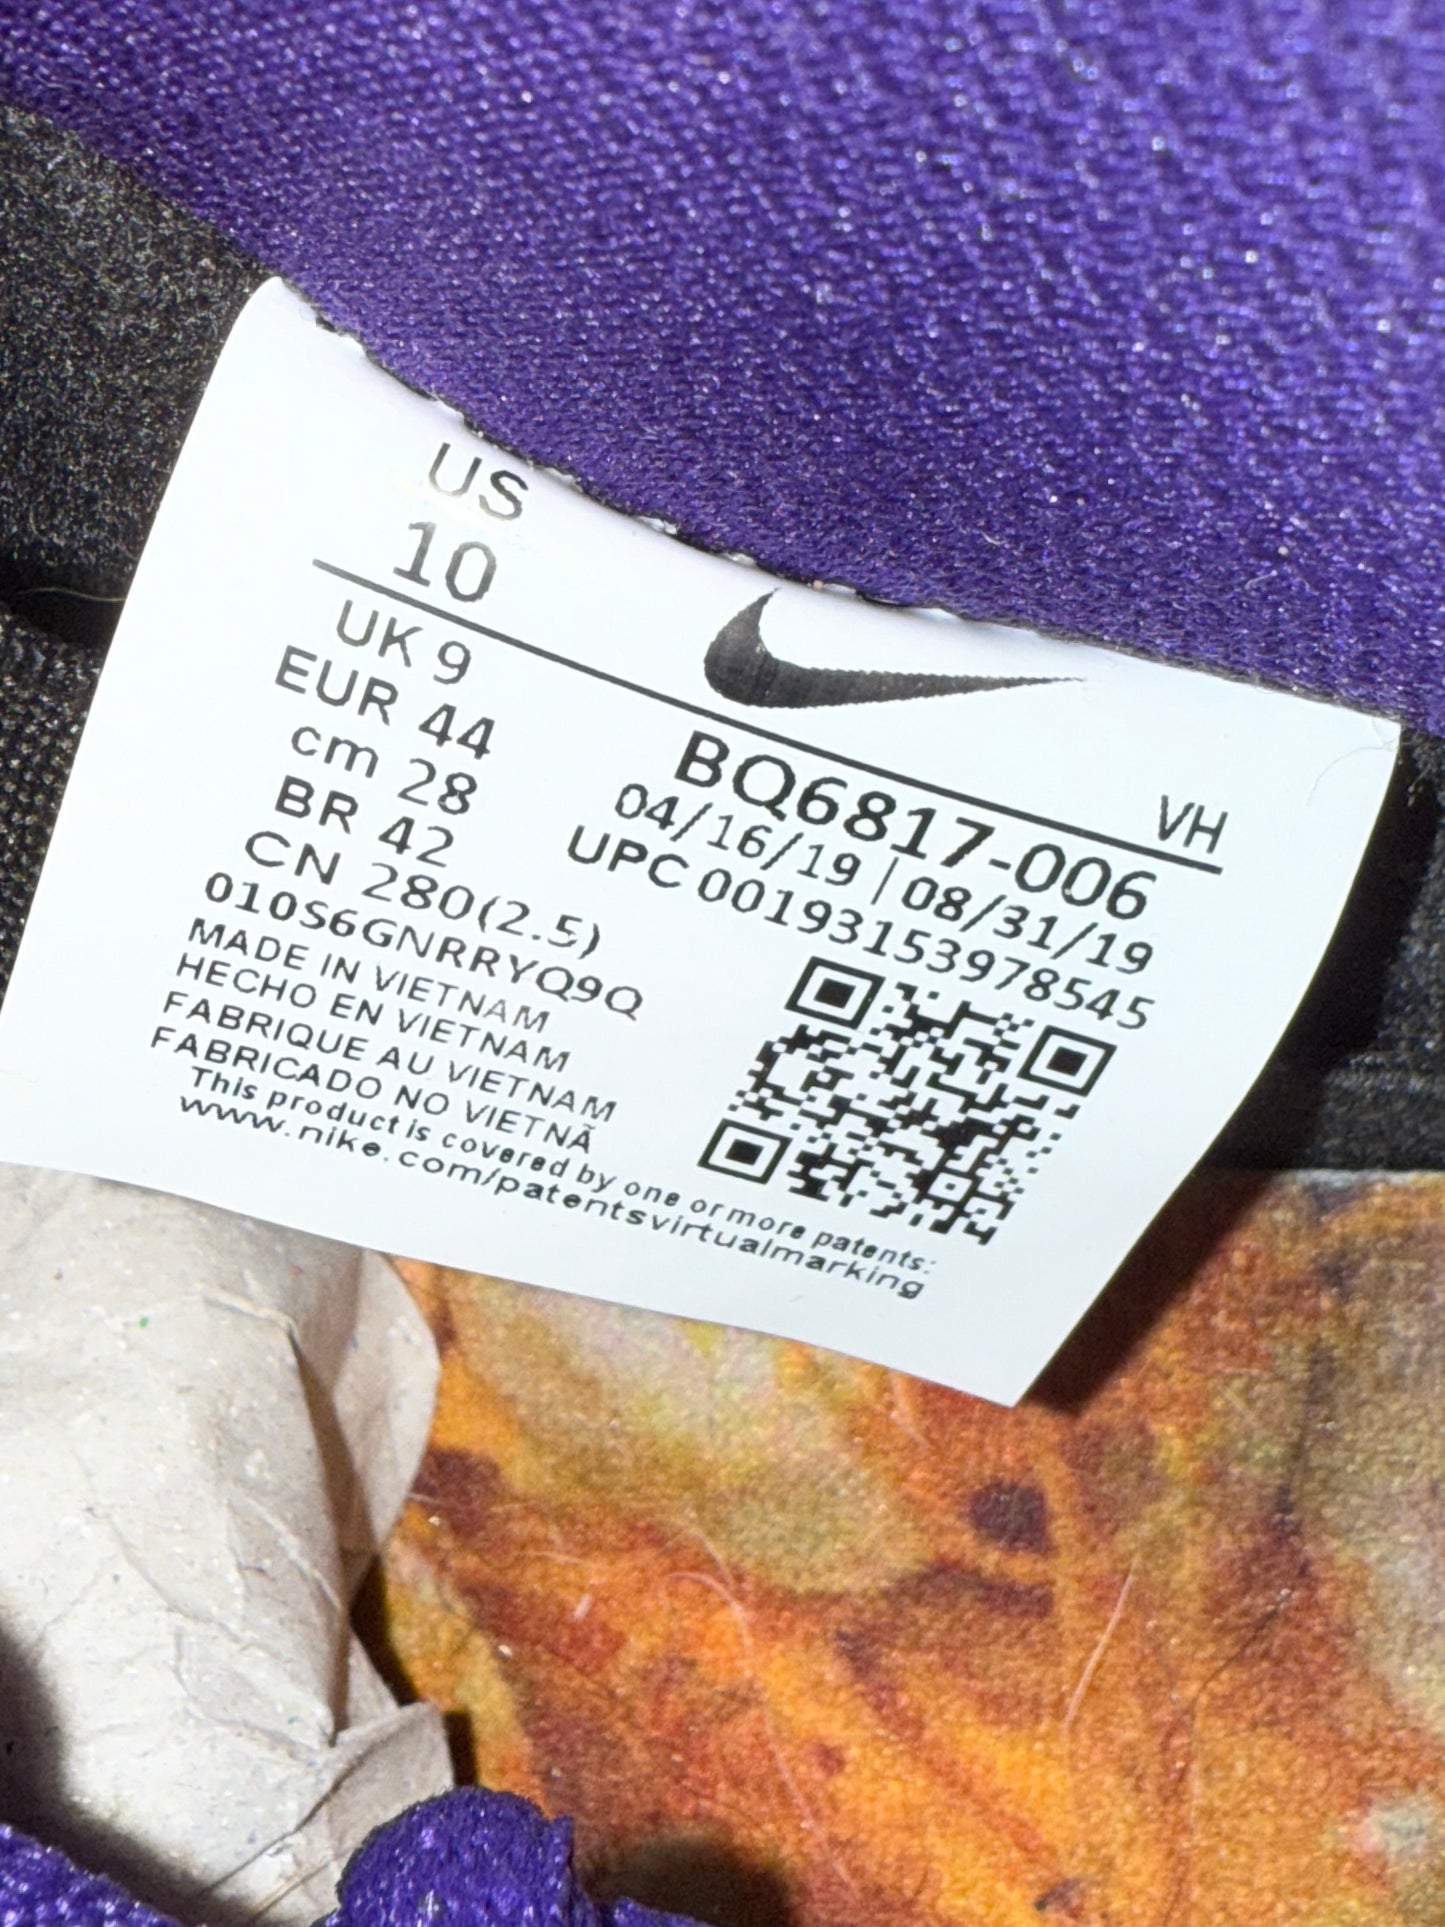 US
10
UK 9
EUR 44
cm 28
BR 42
CN 280(2.5)
010S6GNRRYQ9Q
MADE IN VIETNAM
HECHO EN VIETNAM
FABRIQUE AU VIETNAM
FABRICADO NO VIETNÃ
This product is covered by one or more patents:
www.nike.com/patentsvirtualmarking
VH
BQ6817-006
04/16/19 | 08/31/19
UPC 00193153978545